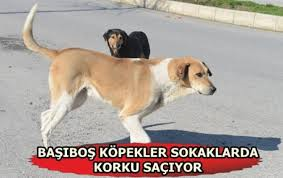 BAŞIBOŞ KÖPEKLER SOKAKLARDA
KORKU SAÇIYOR